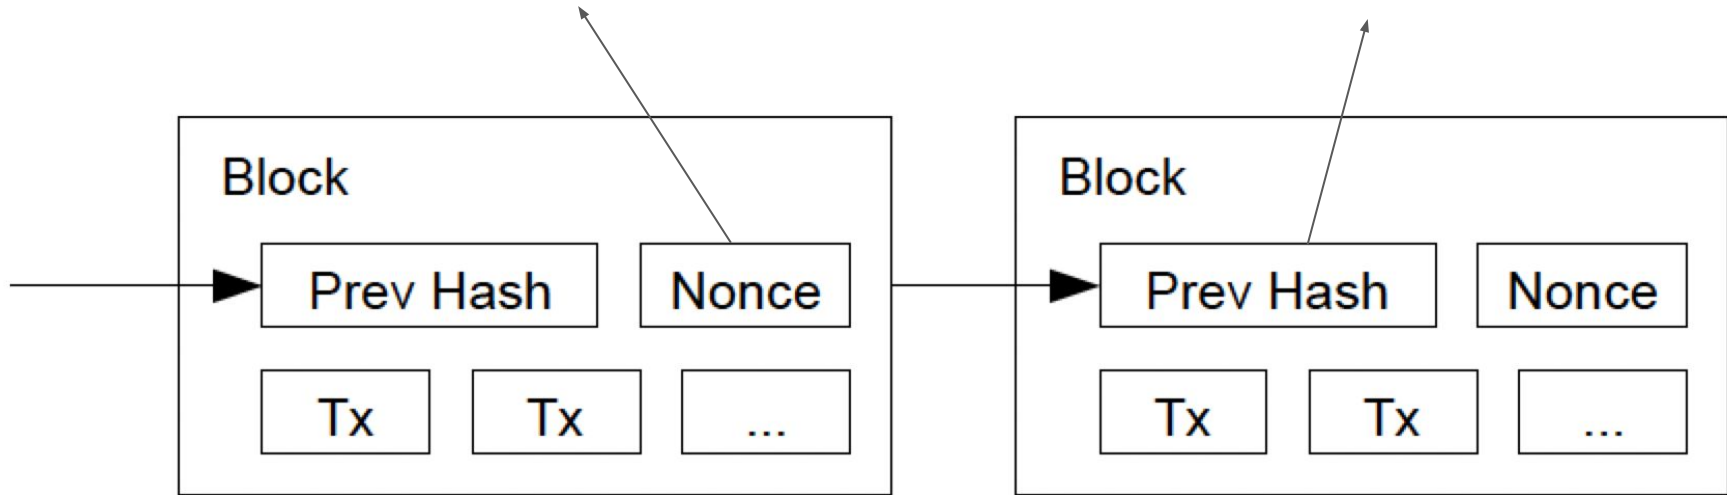 Block
Prev Hash
Nonce
Tx
Tx
...
Block
Prev Hash
Nonce
Tx
Tx
...